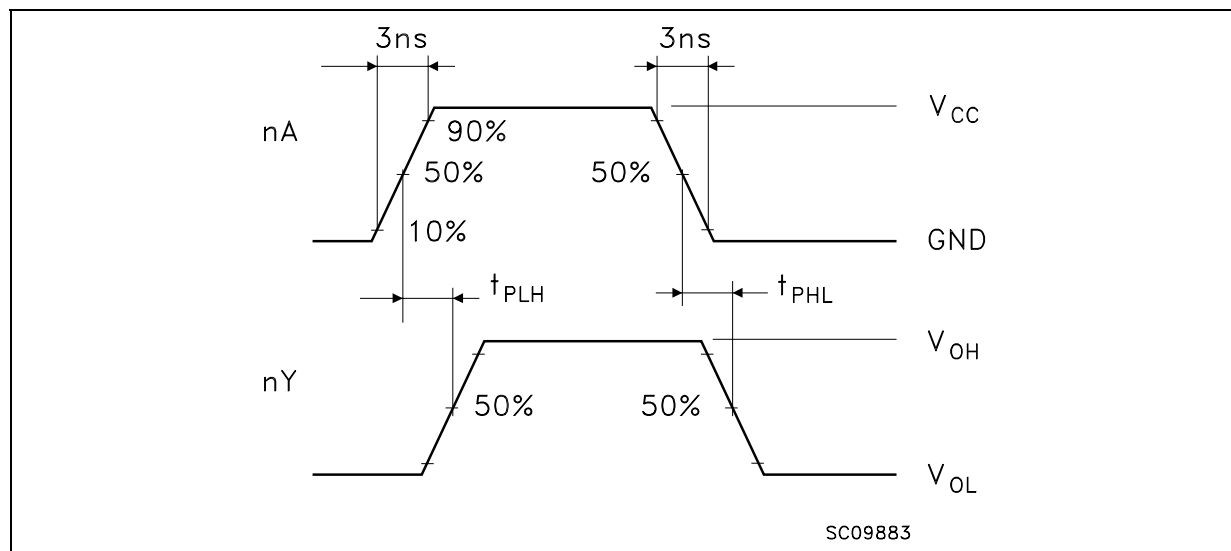 3ns 3ns
V_CC
nA
90%
50% 50%
10%
GND
t_PLH t_PHL
V_OH
nY
50% 50%
V_OL
SC09883